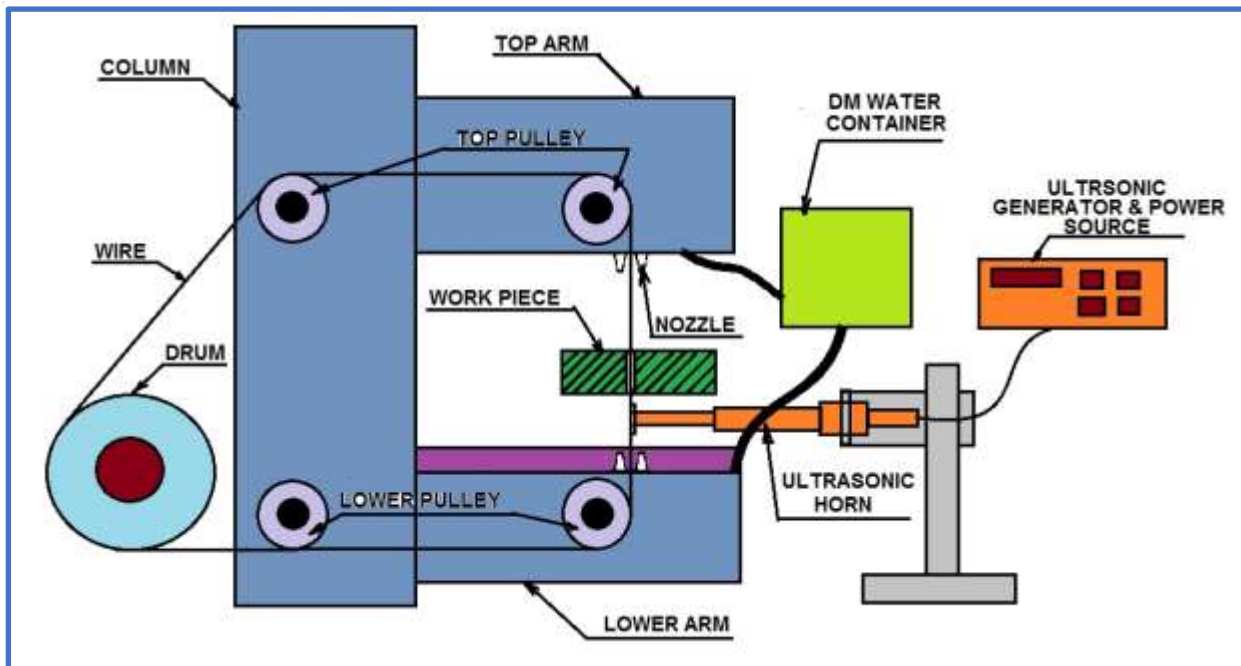 TOP ARM
COLUMN
DM WATER
CONTAINER
TOP PULLEY
ULTRSONIC
GENERATOR & POWER
SOURCE
WIRE
WORK PIECE
NOZZLE
DRUM
LOWER PULLEY
ULTRASONIC
HORN
LOWER ARM